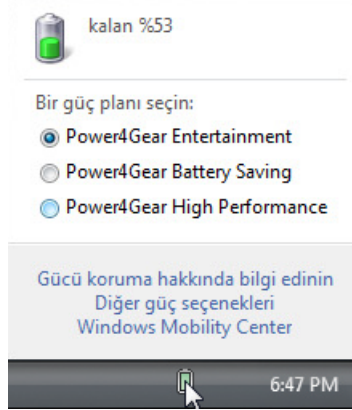 kalan %53
Bir güç planı seçin:
Power4Gear Entertainment
Power4Gear Battery Saving
Power4Gear High Performance
Gücü koruma hakkında bilgi edinin
Diğer güç seçenekleri
Windows Mobility Center
6:47 PM